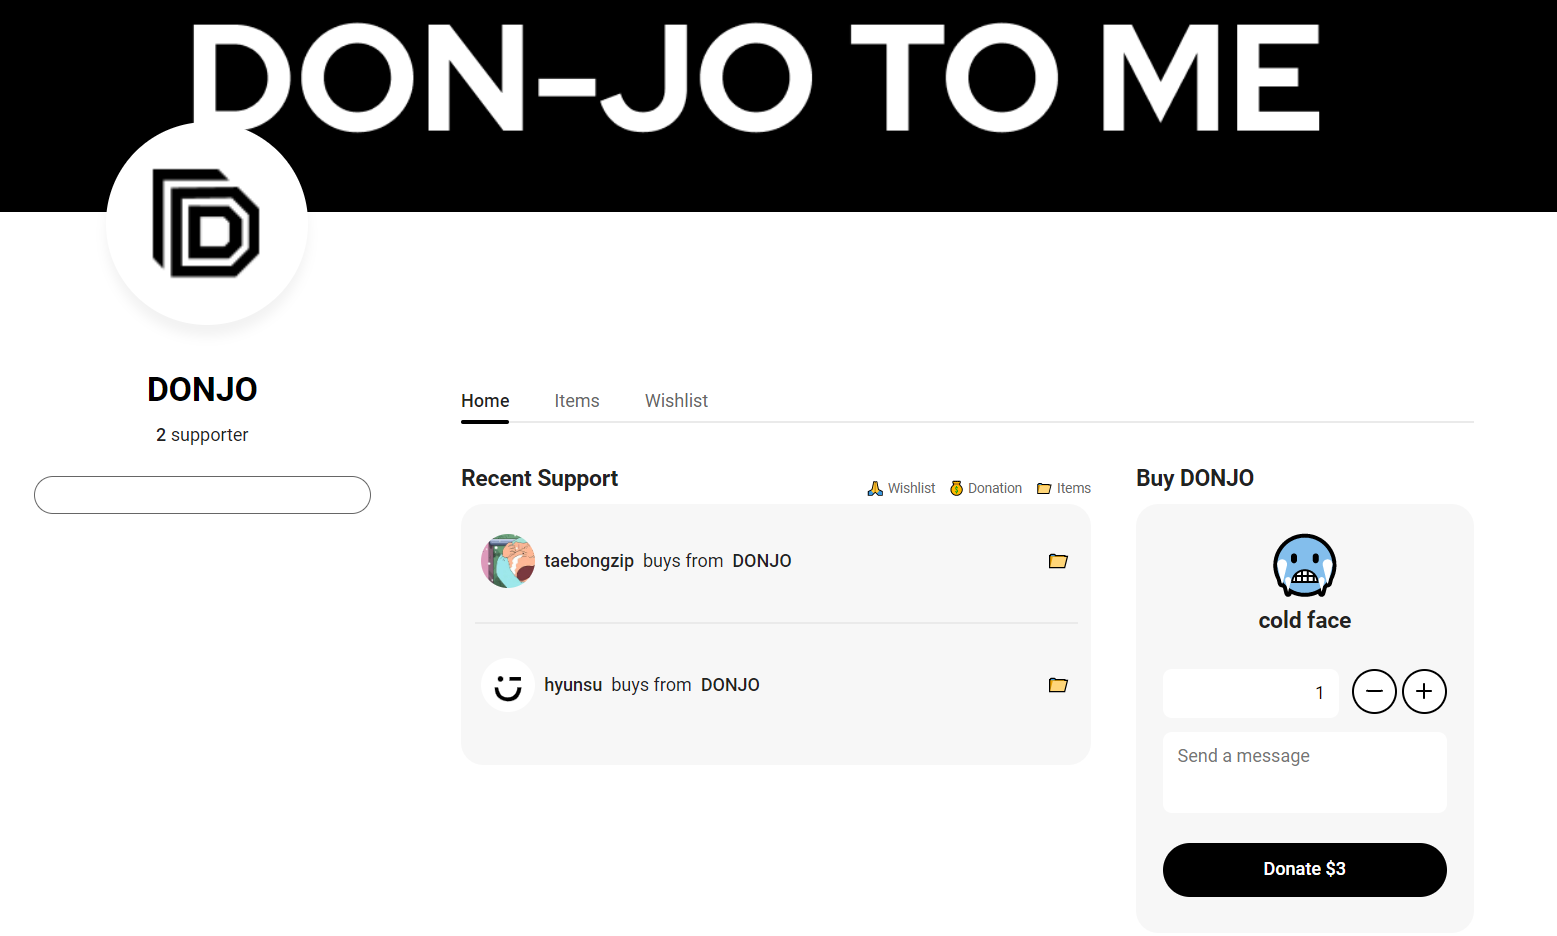 DON-JO TO ME
DONJO
2 supporter
Home Items Wishlist
Recent Support
Wishlist Donation Items
taebongzip buys from DONJO
hyunsu buys from DONJO
Buy DONJO
cold face
1
Send a message
Donate $3